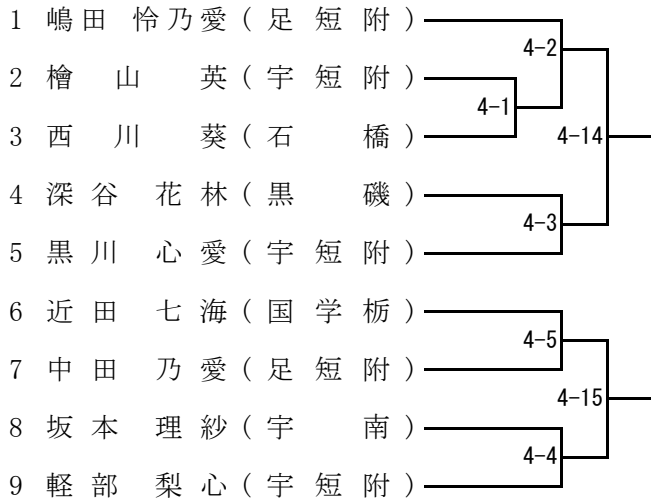 1 嶋田 怜乃愛(足短附)
4-2
2 檜山 英(宇短附)
4-1
3 西川 葵(石橋)
4-14
4 深谷 花林(黒磯)
4-3
5 黒川 心愛(宇短附)
6 近田 七海(国学栃)
4-5
7 中田 乃愛(足短附)
4-15
8 坂本 理紗(宇南)
4-4
9 軽部 梨心(宇短附)